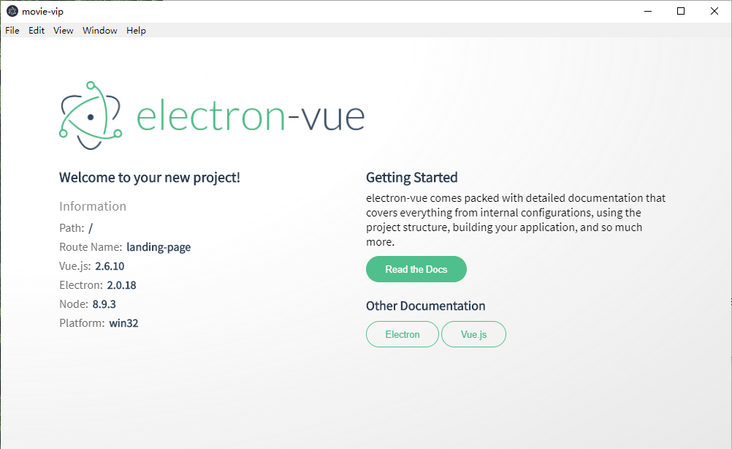 movie-vip
File Edit View Window Help
electron-vue
Welcome to your new project!
Information
Path: /
Route Name: landing-page
Vue.js: 2.6.10
Electron: 2.0.18
Node: 8.9.3
Platform: win32
Getting Started
electron-vue comes packed with detailed documentation that
covers everything from internal configurations, using the
project structure, building your application, and so much
more.
Read the Docs
Other Documentation
Electron Vue.js